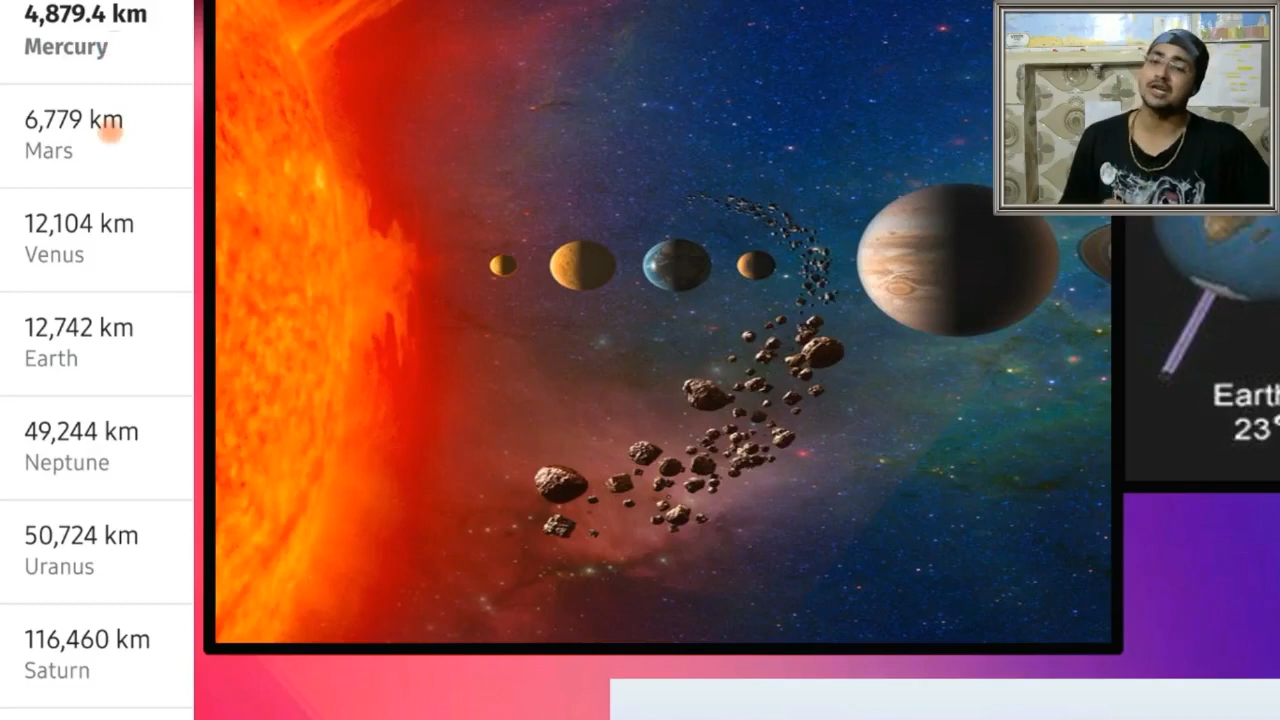 4,879.4 km
Mercury
6,779 km
Mars
12,104 km
Venus
12,742 km
Earth
49,244 km
Neptune
50,724 km
Uranus
116,460 km
Saturn
Earth
23°